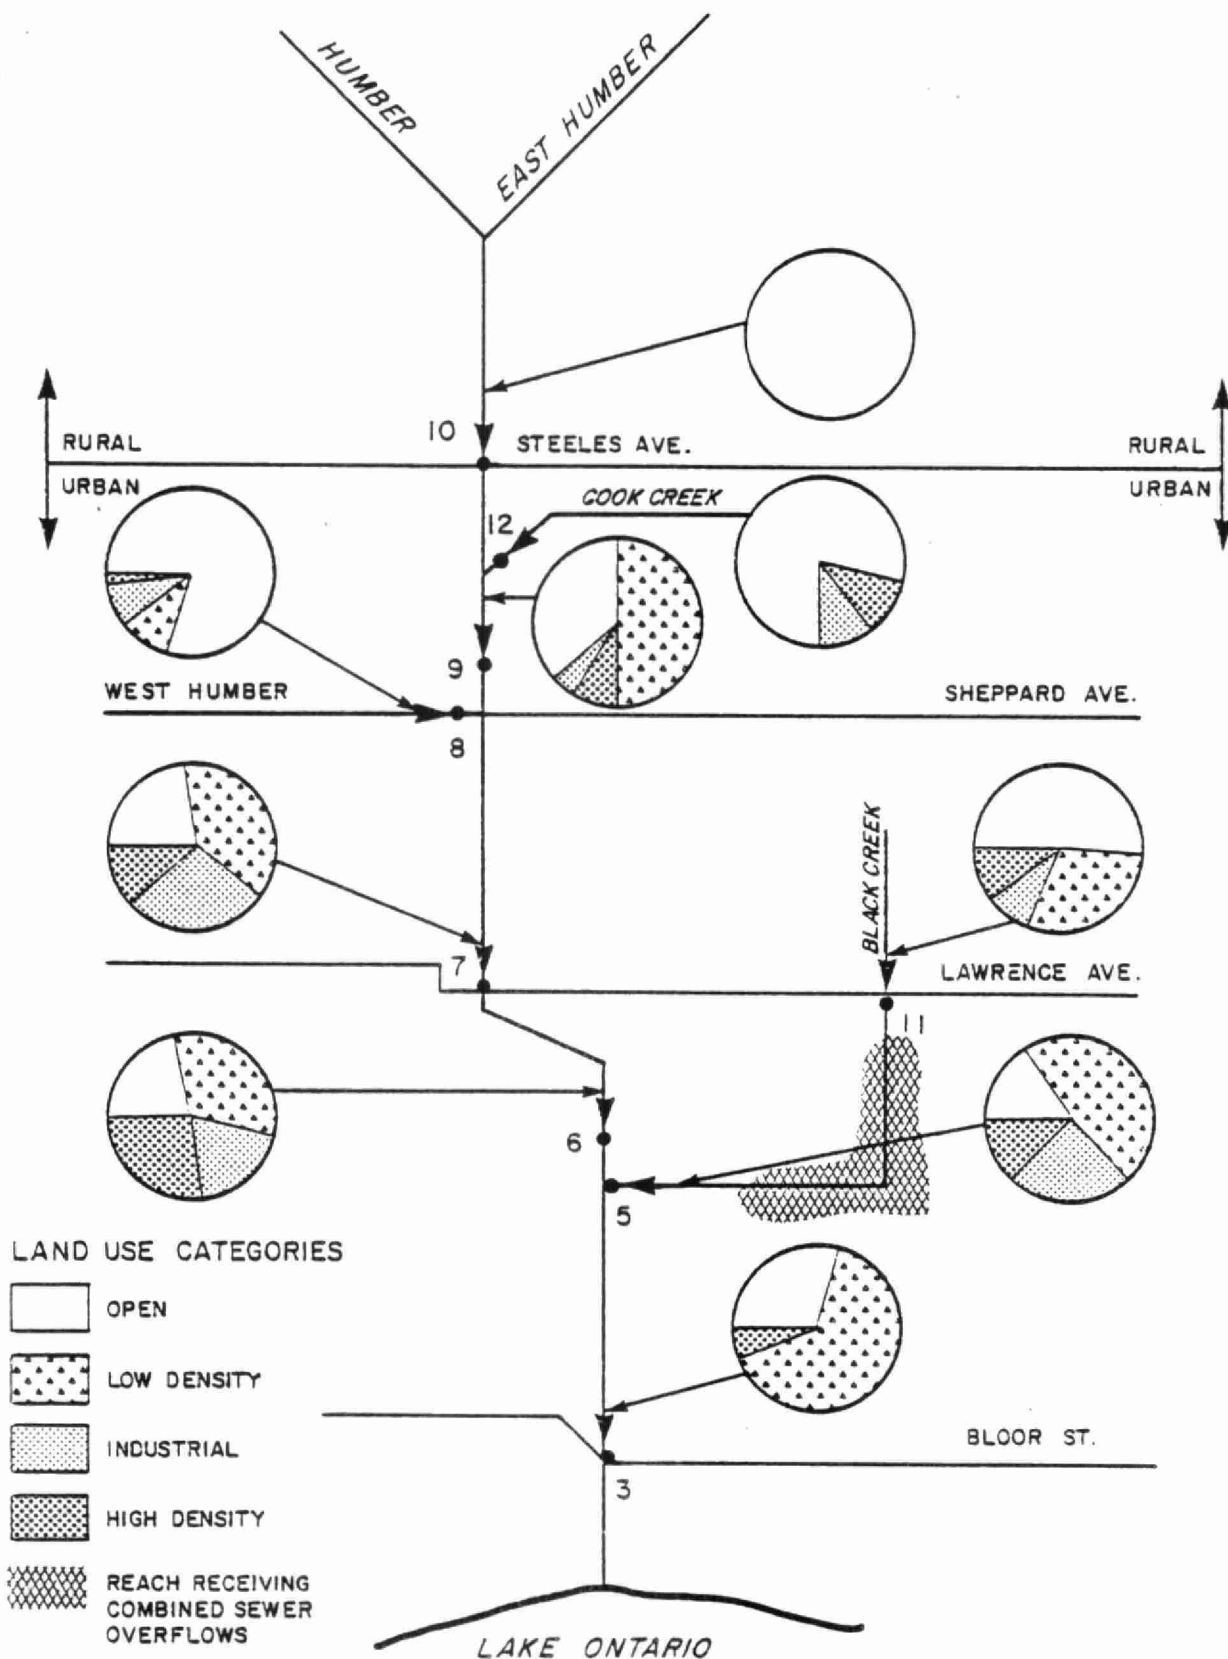 HUMBER
EAST HUMBER
10
STEELES AVE.
RURAL
URBAN
RURAL
URBAN
COOK CREEK
12
9
WEST HUMBER
SHEPPARD AVE.
8
BLACK CREEK
7
LAWRENCE AVE.
11
6
5
LAND USE CATEGORIES
OPEN
LOW DENSITY
INDUSTRIAL
HIGH DENSITY
REACH RECEIVING
COMBINED SEWER
OVERFLOWS
BLOOR ST.
3
LAKE ONTARIO